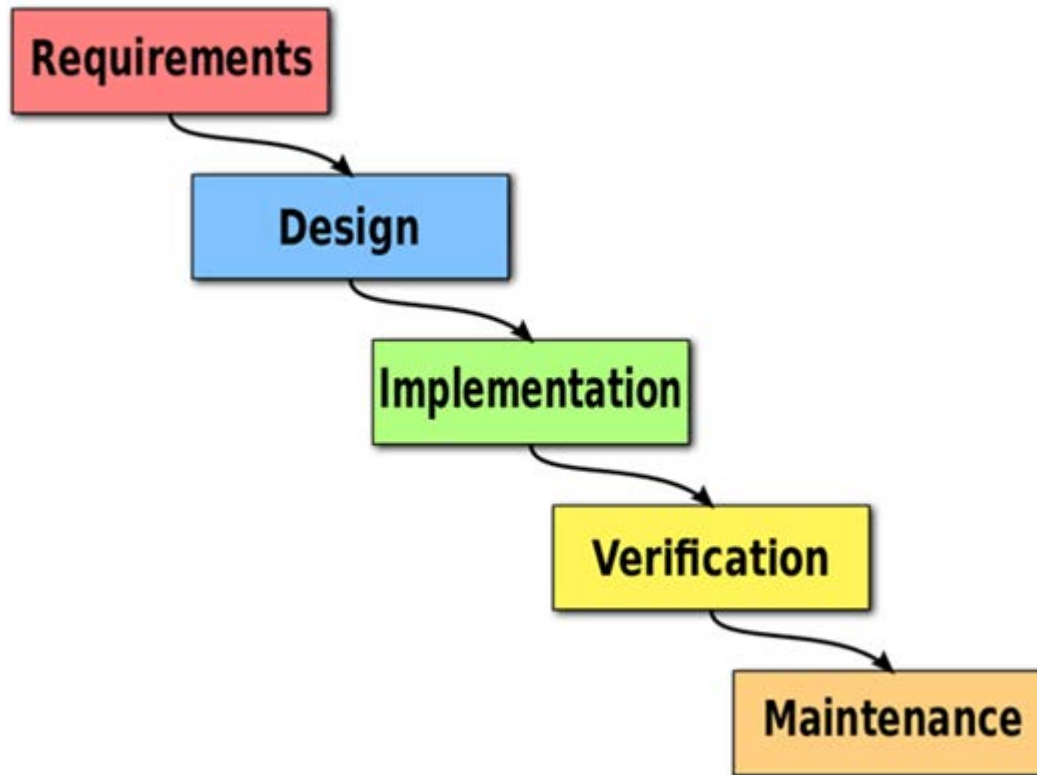 Requirements
Design
Implementation
Verification
Maintenance